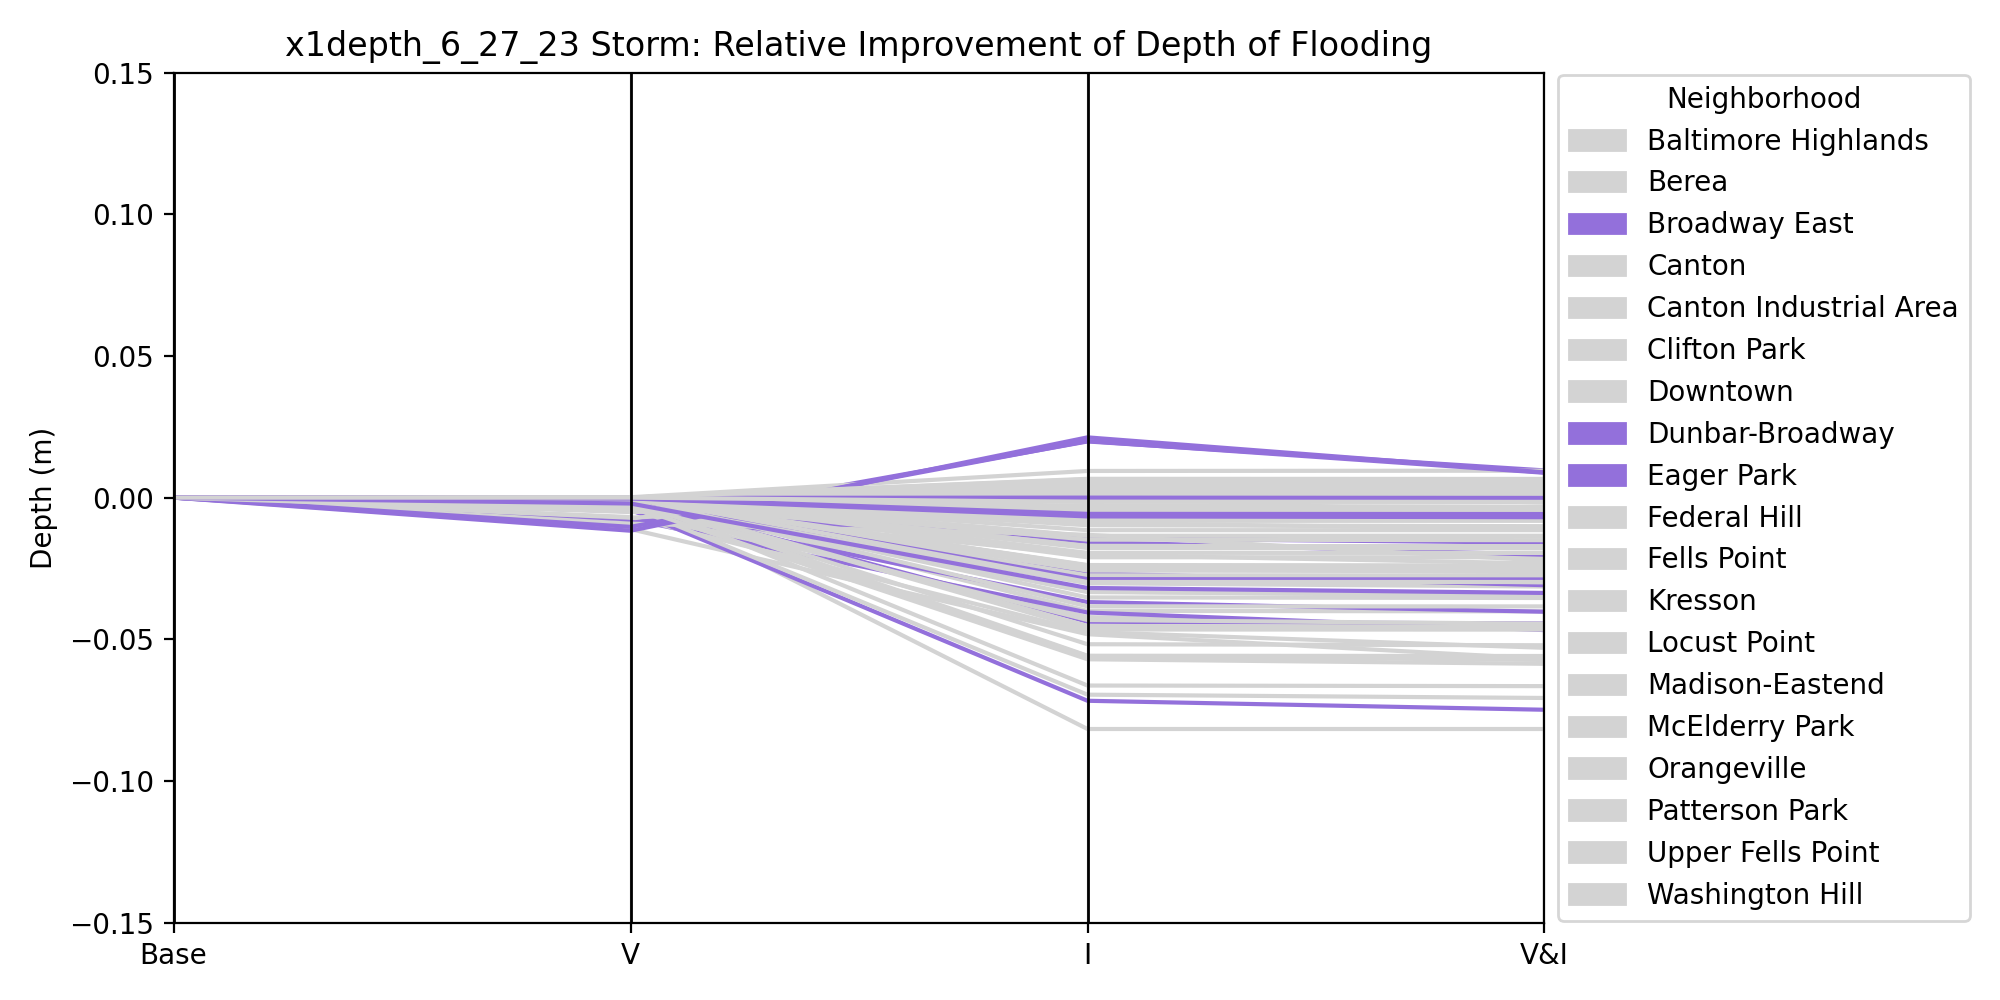 x1depth_6_27_23 Storm: Relative Improvement of Depth of Flooding
0.15
0.10
0.05
0.00
−0.05
−0.10
−0.15
Depth (m)
Base
V
I
V&I
Neighborhood
Baltimore Highlands
Berea
Broadway East
Canton
Canton Industrial Area
Clifton Park
Downtown
Dunbar-Broadway
Eager Park
Federal Hill
Fells Point
Kresson
Locust Point
Madison-Eastend
McElderry Park
Orangeville
Patterson Park
Upper Fells Point
Washington Hill